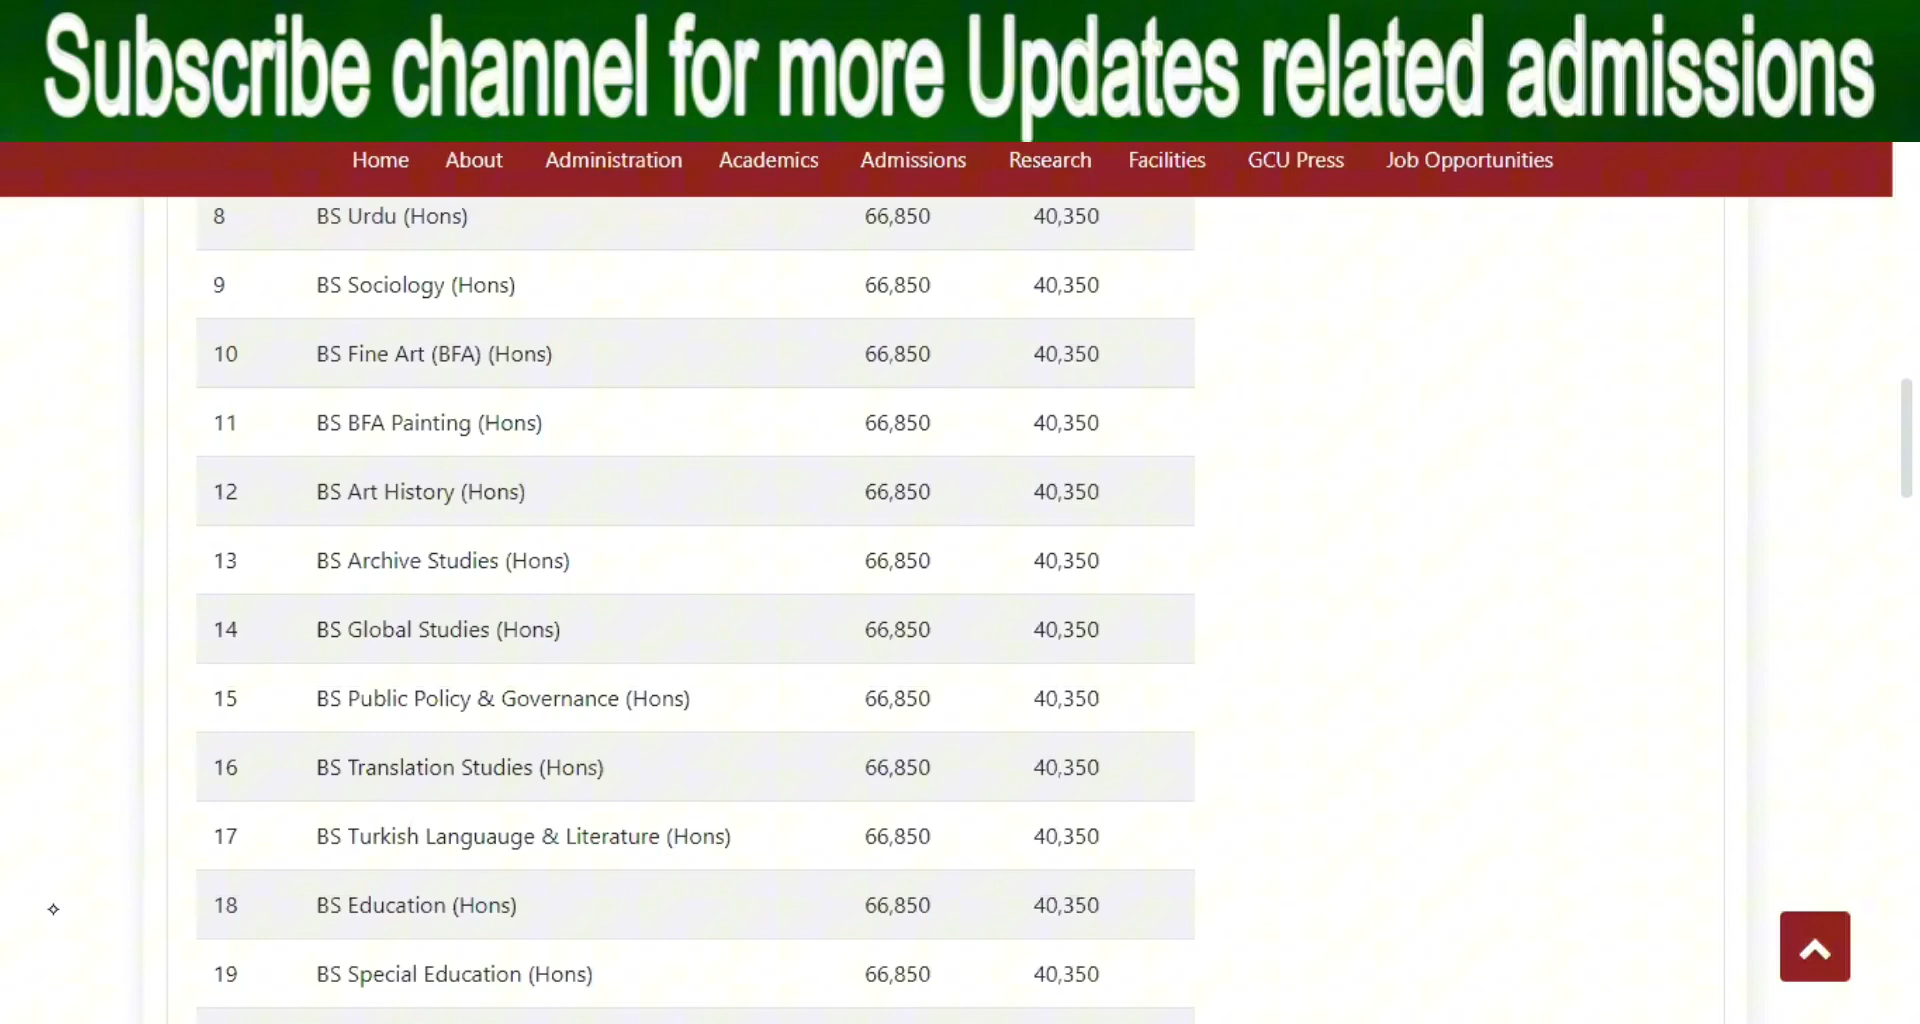 Subscribe channel for more Updates related admissions
Home About Administration Academics Admissions Research Facilities GCU Press Job Opportunities
8 BS Urdu (Hons) 66,850 40,350
9 BS Sociology (Hons) 66,850 40,350
10 BS Fine Art (BFA) (Hons) 66,850 40,350
11 BS BFA Painting (Hons) 66,850 40,350
12 BS Art History (Hons) 66,850 40,350
13 BS Archive Studies (Hons) 66,850 40,350
14 BS Global Studies (Hons) 66,850 40,350
15 BS Public Policy & Governance (Hons) 66,850 40,350
16 BS Translation Studies (Hons) 66,850 40,350
17 BS Turkish Languauge & Literature (Hons) 66,850 40,350
18 BS Education (Hons) 66,850 40,350
19 BS Special Education (Hons) 66,850 40,350